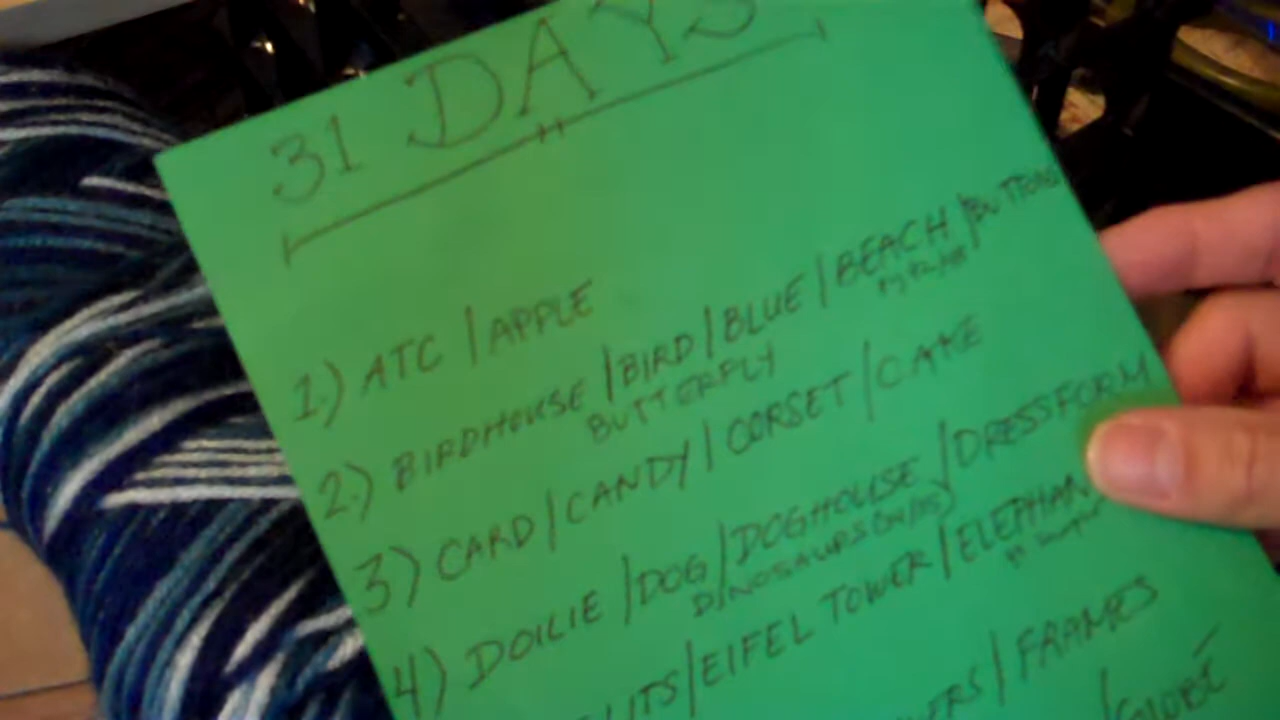 31 DAYS
1.) ATC / APPLE
2.) BIRDHOUSE / BIRD / BLUE / BEACH / BUTTONS
BUTTERFLY
3) CARD / CANDY / CORSET / CAKE
4) DOILIE / DOG / DOGHOUSE / DRESSFORM
DINOSAURS
/ EIFEL TOWER / ELEPHANT
/ FRAMES
/ GLOBE